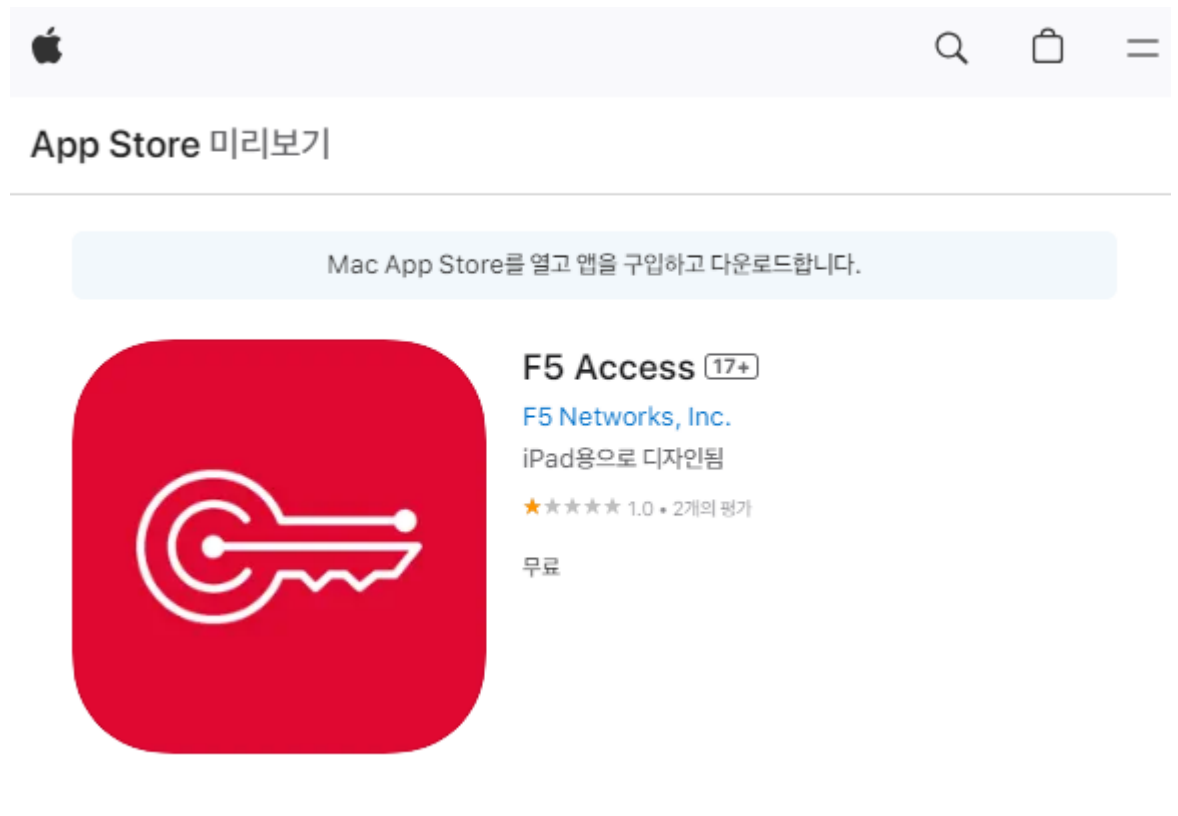 App Store 미리보기
Mac App Store를 열고 앱을 구입하고 다운로드합니다.
F5 Access 17+
F5 Networks, Inc.
iPad용으로 디자인됨
★★★★★ 1.0 • 2개의 평가
무료